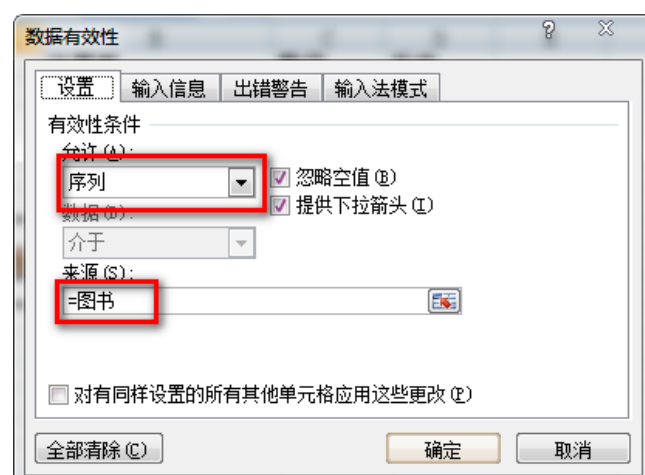 数据有效性
设置 输入信息 出错警告 输入法模式
有效性条件
允许(A):
序列 忽略空值(B)
数据(D): 提供下拉箭头(I)
介于
来源(S):
=图书
对有同样设置的所有其他单元格应用这些更改(P)
全部清除(C) 确定 取消